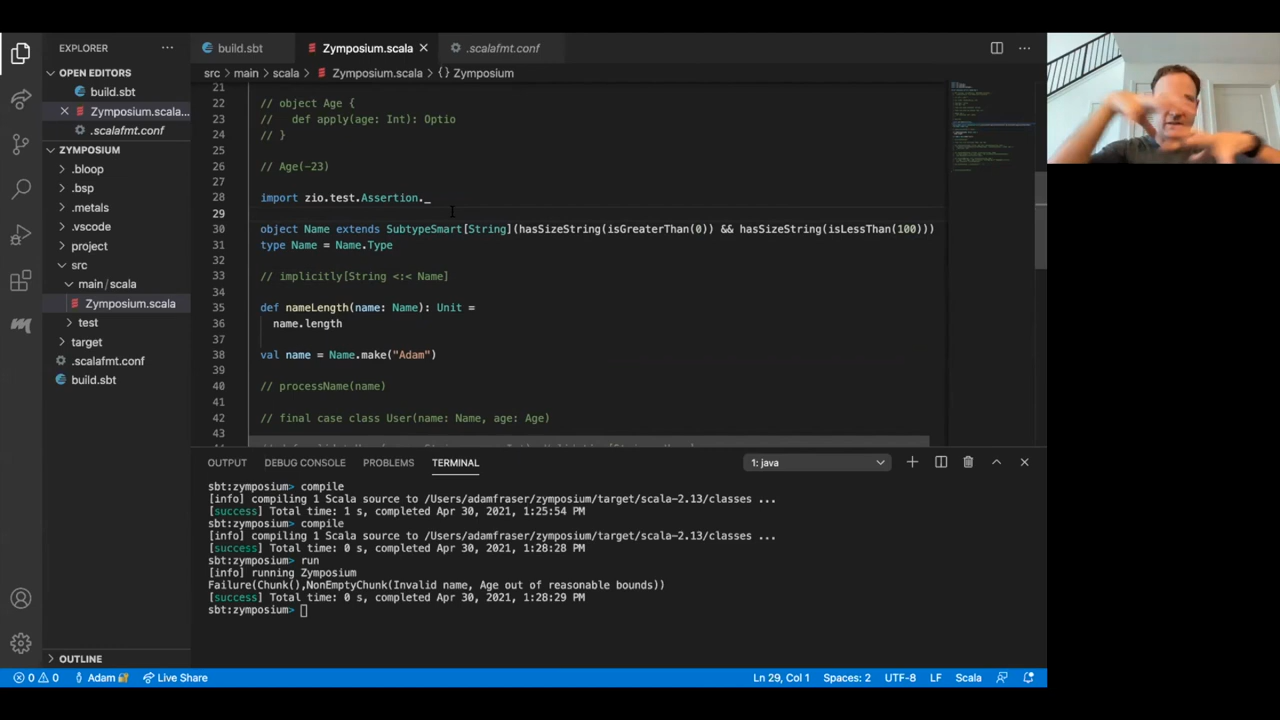 EXPLORER
build.sbt
Zymposium.scala
.scalafmt.conf
OPEN EDITORS
build.sbt
Zymposium.scala...
.scalafmt.conf
ZYMPOSIUM
.bloop
.bsp
.metals
.vscode
project
src
main/scala
Zymposium.scala
test
target
.scalafmt.conf
build.sbt
OUTLINE
src > main > scala > Zymposium.scala > {} Zymposium
21
22 // object Age {
23 def apply(age: Int): Optio
24 // }
25
26 // Age(-23)
27
28 import zio.test.Assertion._
29
30 object Name extends SubtypeSmart[String](hasSizeString(isGreaterThan(0)) && hasSizeString(isLessThan(100)))
31 type Name = Name.Type
32
33 // implicitly[String <:< Name]
34
35 def nameLength(name: Name): Unit =
36 name.length
37
38 val name = Name.make("Adam")
39
40 // processName(name)
41
42 // final case class User(name: Name, age: Age)
43
OUTPUT DEBUG CONSOLE PROBLEMS TERMINAL 1: java
sbt:zymposium> compile
[info] compiling 1 Scala source to /Users/adamfraser/zymposium/target/scala-2.13/classes ...
[success] Total time: 1 s, completed Apr 30, 2021, 1:25:54 PM
sbt:zymposium> compile
[info] compiling 1 Scala source to /Users/adamfraser/zymposium/target/scala-2.13/classes ...
[success] Total time: 0 s, completed Apr 30, 2021, 1:28:28 PM
sbt:zymposium> run
[info] running Zymposium
Failure(Chunk(),NonEmptyChunk(Invalid name, Age out of reasonable bounds))
[success] Total time: 0 s, completed Apr 30, 2021, 1:28:29 PM
sbt:zymposium>
0 0 Adam Live Share Ln 29, Col 1 Spaces: 2 UTF-8 LF Scala